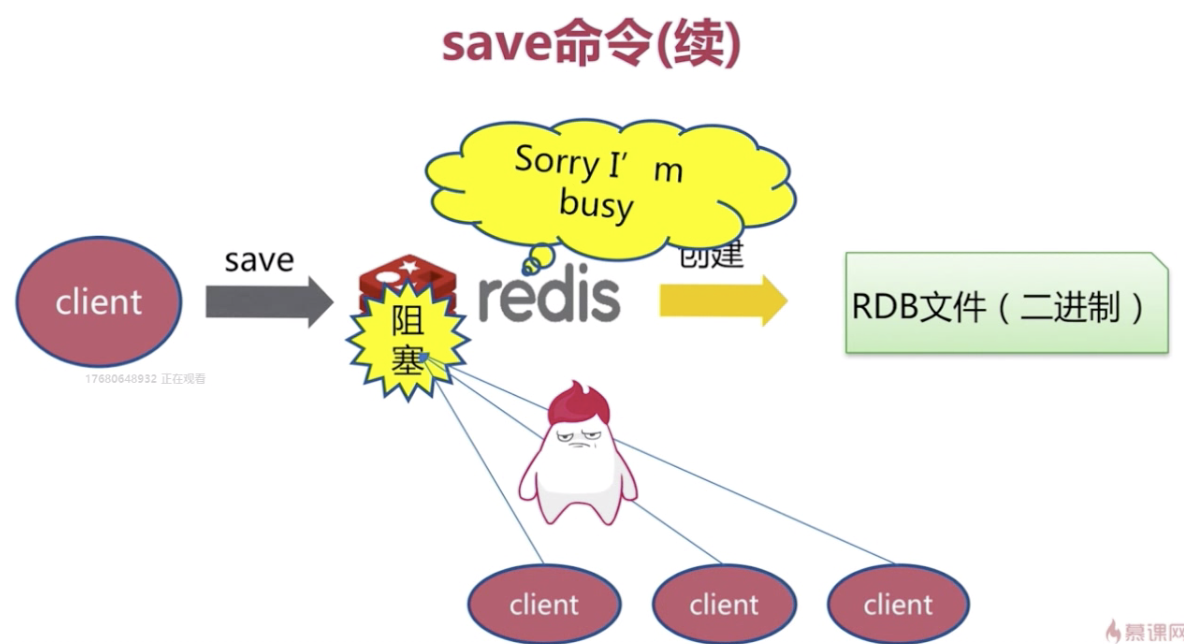 save命令(续)
Sorry I’ m
busy
save
创建
client
redis
阻
塞
RDB文件（二进制）
17680648932 正在观看
client
client
client
慕课网